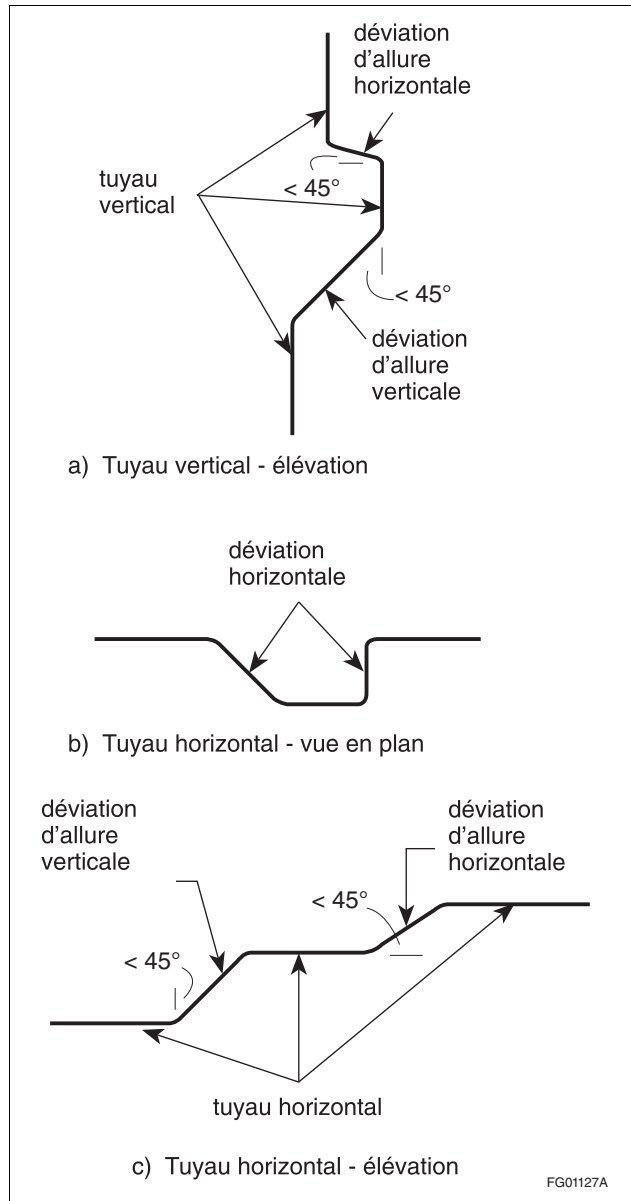 déviation
d'allure
horizontale
tuyau
vertical
< 45°
< 45°
déviation
d'allure
verticale
a) Tuyau vertical - élévation
déviation
horizontale
b) Tuyau horizontal - vue en plan
déviation
d'allure
verticale
déviation
d'allure
horizontale
< 45°
< 45°
tuyau horizontal
c) Tuyau horizontal - élévation
FG01127A